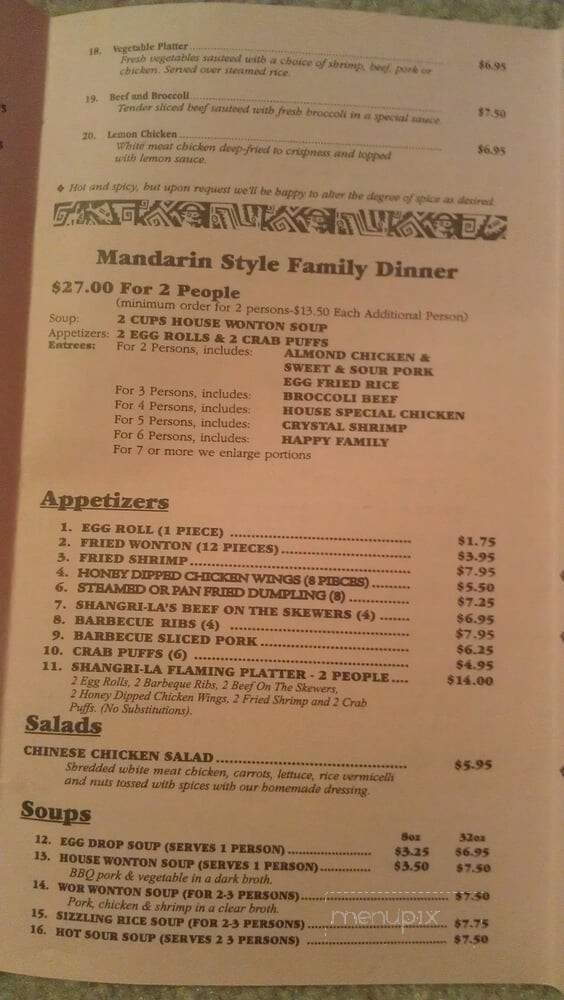 18. Vegetable Platter $6.95
Fresh vegetables sauteed with a choice of shrimp, beef, pork or
chicken. Served over steamed rice.
19. Beef and Broccoli $7.50
Tender sliced beef sauteed with fresh broccoli in a special sauce.
20. Lemon Chicken $6.95
White meat chicken deep-fried to crispness and topped
with lemon sauce.
◆ Hot and spicy, but upon request we'll be happy to alter the degree of spice as desired.
Mandarin Style Family Dinner
$27.00 For 2 People
(minimum order for 2 persons-$13.50 Each Additional Person)
Soup: 2 CUPS HOUSE WONTON SOUP
Appetizers: 2 EGG ROLLS & 2 CRAB PUFFS
Entrees: For 2 Persons, includes: ALMOND CHICKEN &
SWEET & SOUR PORK
EGG FRIED RICE
For 3 Persons, includes: BROCCOLI BEEF
For 4 Persons, includes: HOUSE SPECIAL CHICKEN
For 5 Persons, includes: CRYSTAL SHRIMP
For 6 Persons, includes: HAPPY FAMILY
For 7 or more we enlarge portions
Appetizers
1. EGG ROLL (1 PIECE) $1.75
2. FRIED WONTON (12 PIECES) $3.95
3. FRIED SHRIMP $7.95
4. HONEY DIPPED CHICKEN WINGS (8 PIECES) $5.50
6. STEAMED OR PAN FRIED DUMPLING (8) $7.25
7. SHANGRI-LA'S BEEF ON THE SKEWERS (4) $6.95
8. BARBECUE RIBS (4) $7.95
9. BARBECUE SLICED PORK $6.25
10. CRAB PUFFS (6) $4.95
11. SHANGRI-LA FLAMING PLATTER - 2 PEOPLE $14.00
2 Egg Rolls, 2 Barbeque Ribs, 2 Beef On The Skewers,
2 Honey Dipped Chicken Wings, 2 Fried Shrimp and 2 Crab
Puffs. (No Substitutions).
Salads
CHINESE CHICKEN SALAD $5.95
Shredded white meat chicken, carrots, lettuce, rice vermicelli
and nuts tossed with spices with our homemade dressing.
Soups
8oz 32oz
12. EGG DROP SOUP (SERVES 1 PERSON) $3.25 $6.95
13. HOUSE WONTON SOUP (SERVES 1 PERSON) $3.50 $7.50
BBQ pork & vegetable in a dark broth.
14. WOR WONTON SOUP (FOR 2-3 PERSONS) $7.50
Pork, chicken & shrimp in a clear broth.
15. SIZZLING RICE SOUP (FOR 2-3 PERSONS) $7.75
16. HOT SOUR SOUP (SERVES 2 3 PERSONS) $7.50
menupix